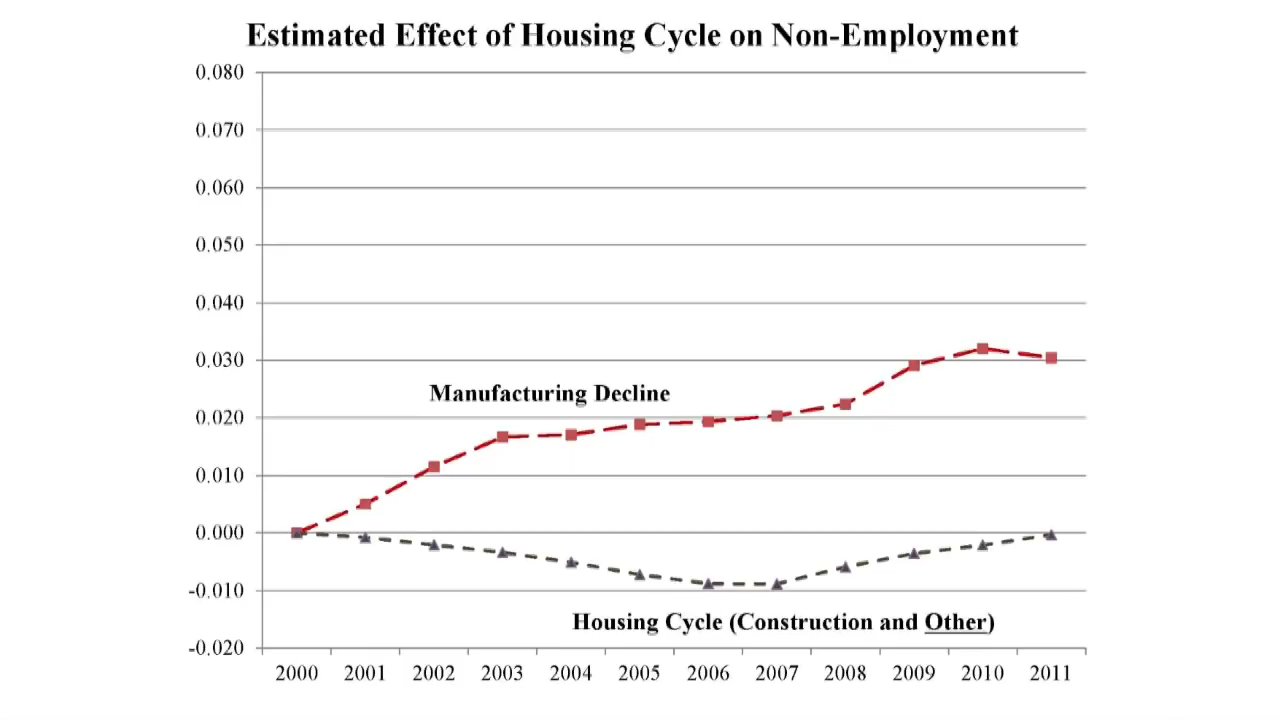 Estimated Effect of Housing Cycle on Non-Employment
0.080
0.070
0.060
0.050
0.040
0.030
Manufacturing Decline
0.020
0.010
0.000
-0.010
Housing Cycle (Construction and Other)
-0.020
2000 2001 2002 2003 2004 2005 2006 2007 2008 2009 2010 2011